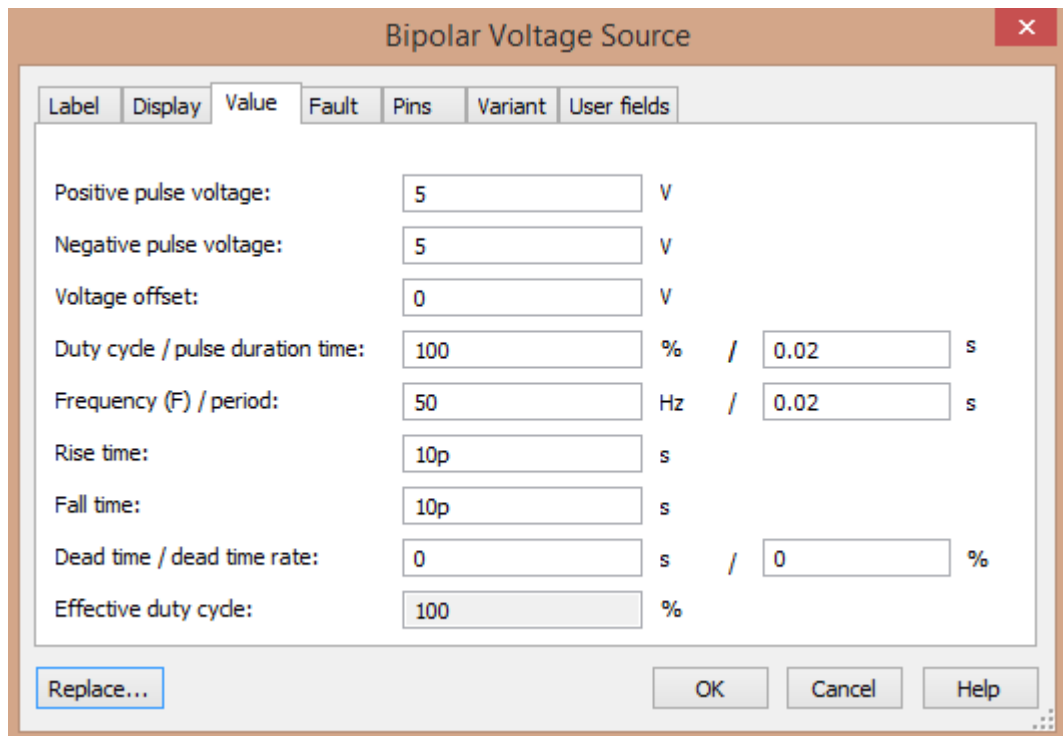 Bipolar Voltage Source
Label Display Value Fault Pins Variant User fields
Positive pulse voltage: 5 V
Negative pulse voltage: 5 V
Voltage offset: 0 V
Duty cycle / pulse duration time: 100 % / 0.02 s
Frequency (F) / period: 50 Hz / 0.02 s
Rise time: 10p s
Fall time: 10p s
Dead time / dead time rate: 0 s / 0 %
Effective duty cycle: 100 %
Replace... OK Cancel Help